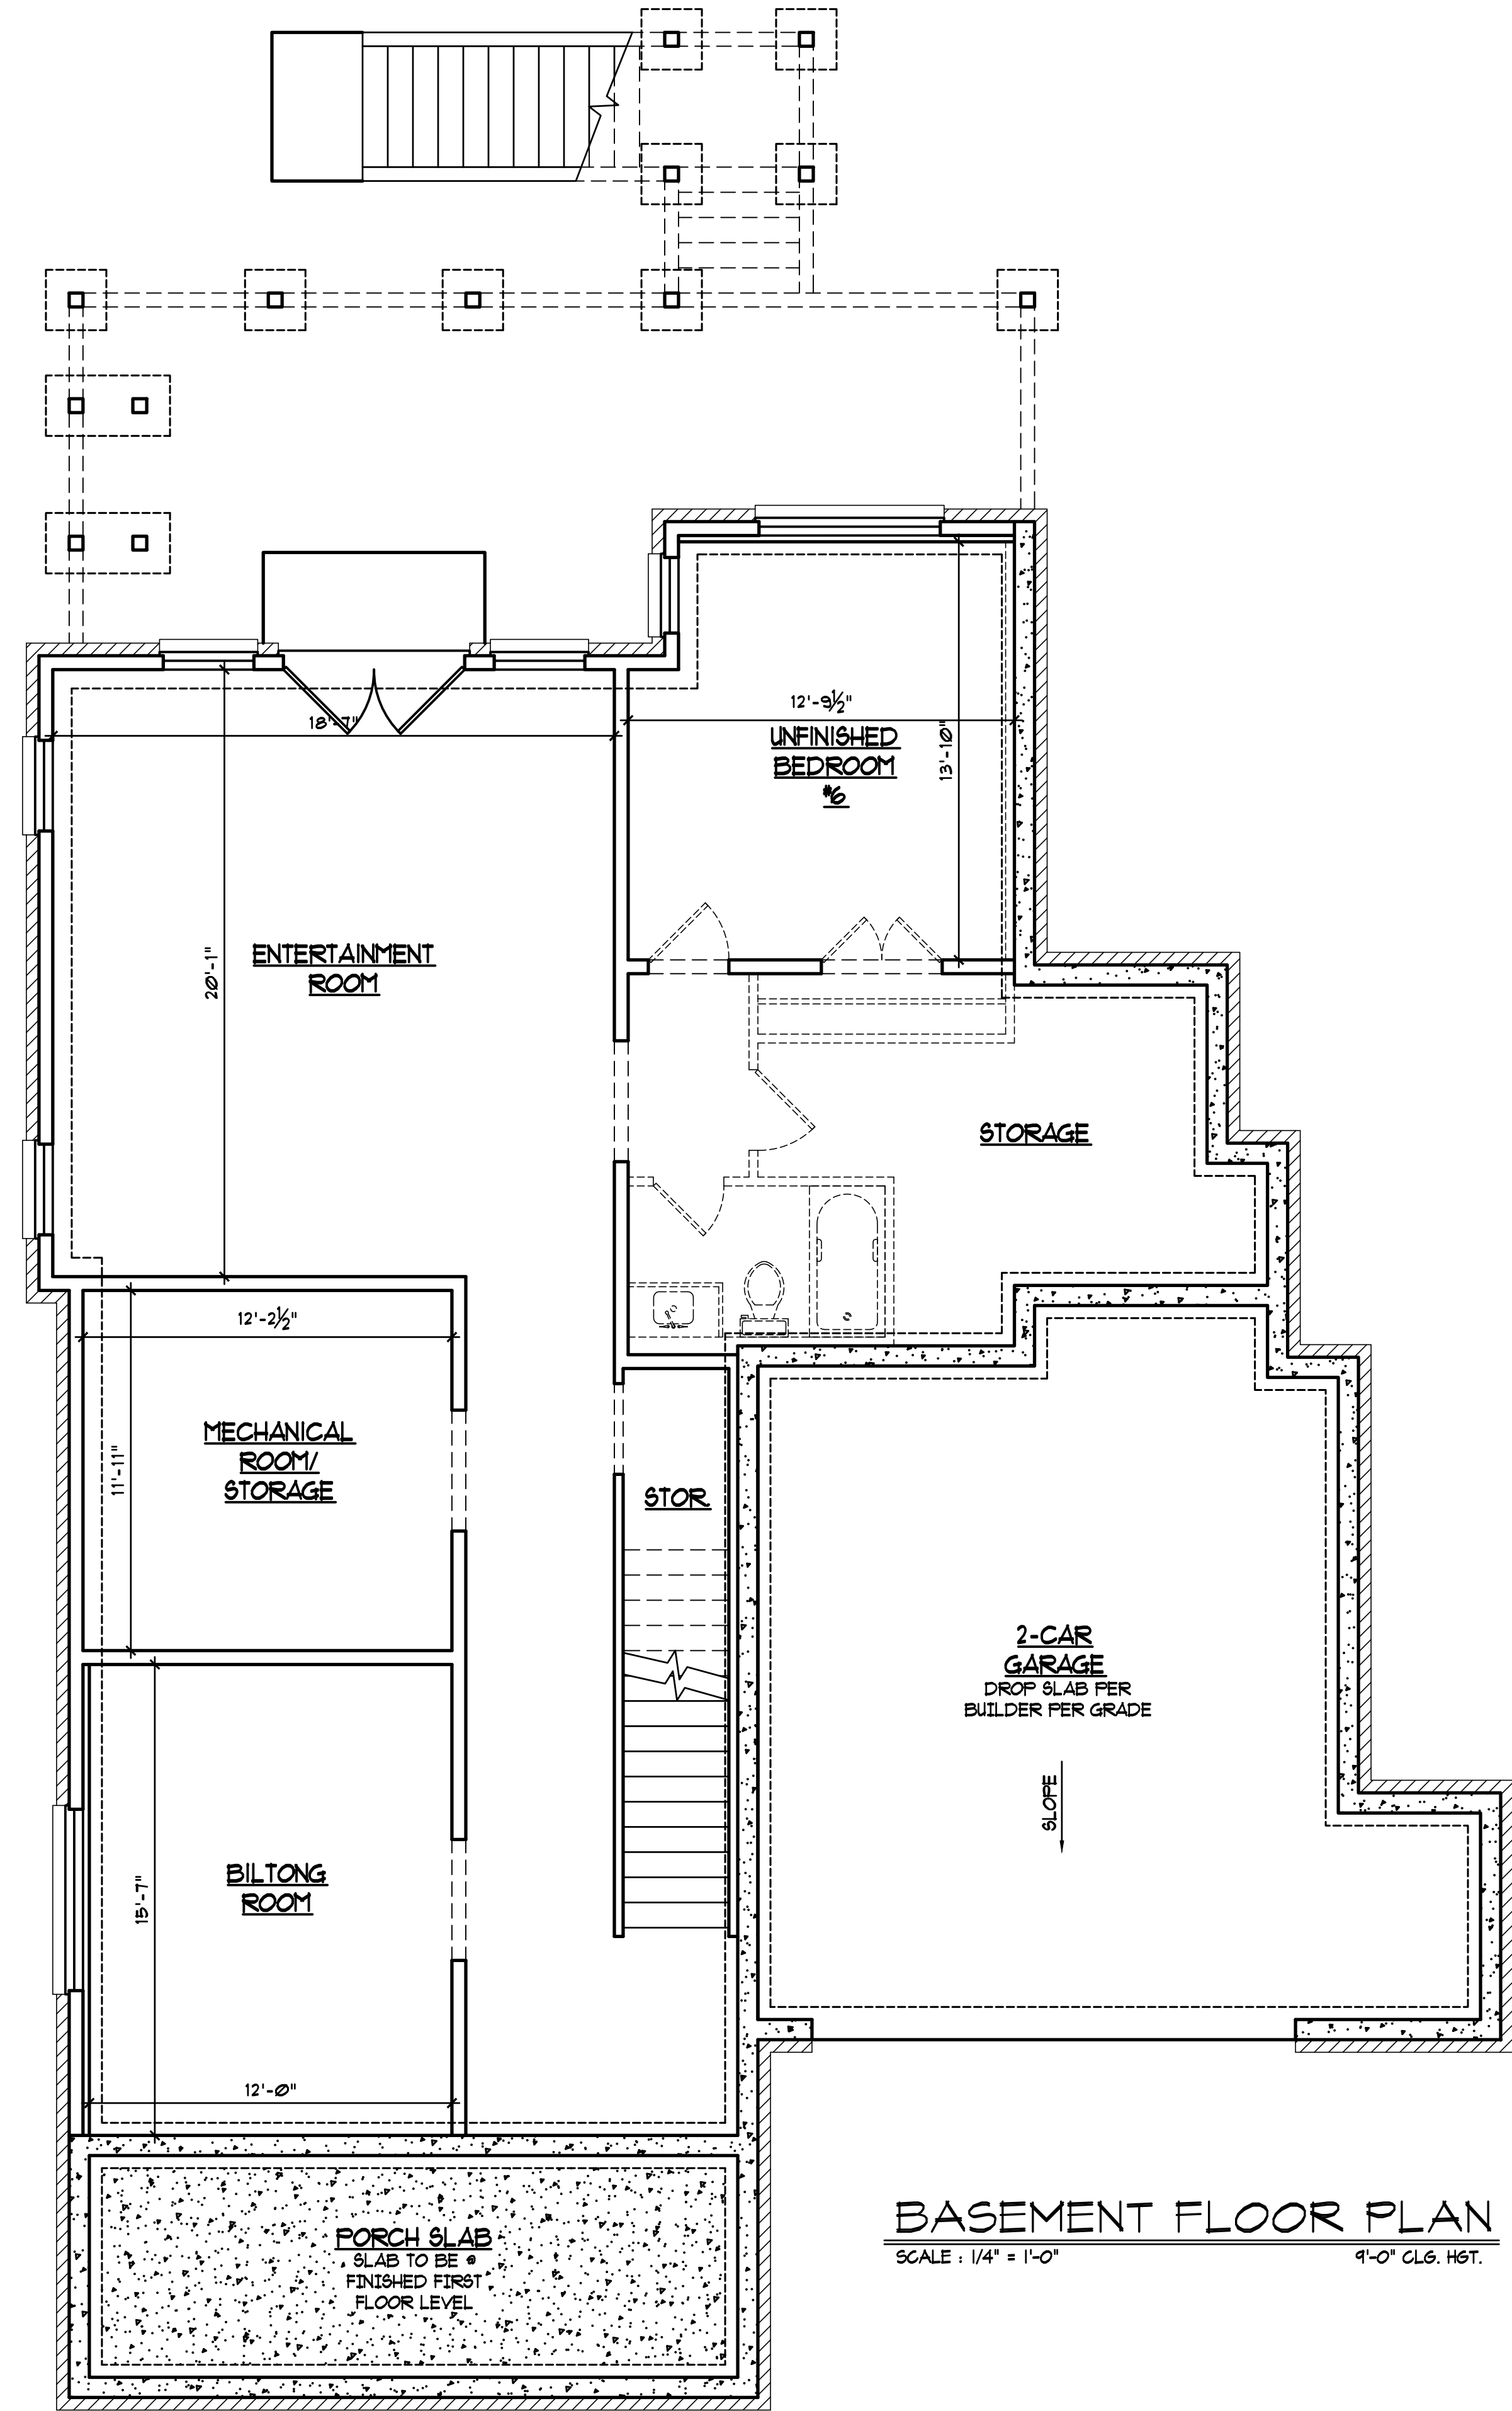 12'-9½"
18'-7"
UNFINISHED
BEDROOM
#6
13'-10"
ENTERTAINMENT
ROOM
20'-1"
STORAGE
12'-2½"
MECHANICAL
ROOM/
STORAGE
11'-11"
STOR.
2-CAR
GARAGE
DROP SLAB PER
BUILDER PER GRADE
SLOPE
BILTONG
ROOM
15'-7"
12'-0"
PORCH SLAB
SLAB TO BE @
FINISHED FIRST
FLOOR LEVEL
BASEMENT FLOOR PLAN
SCALE : 1/4" = 1'-0" 9'-0" CLG. HGT.